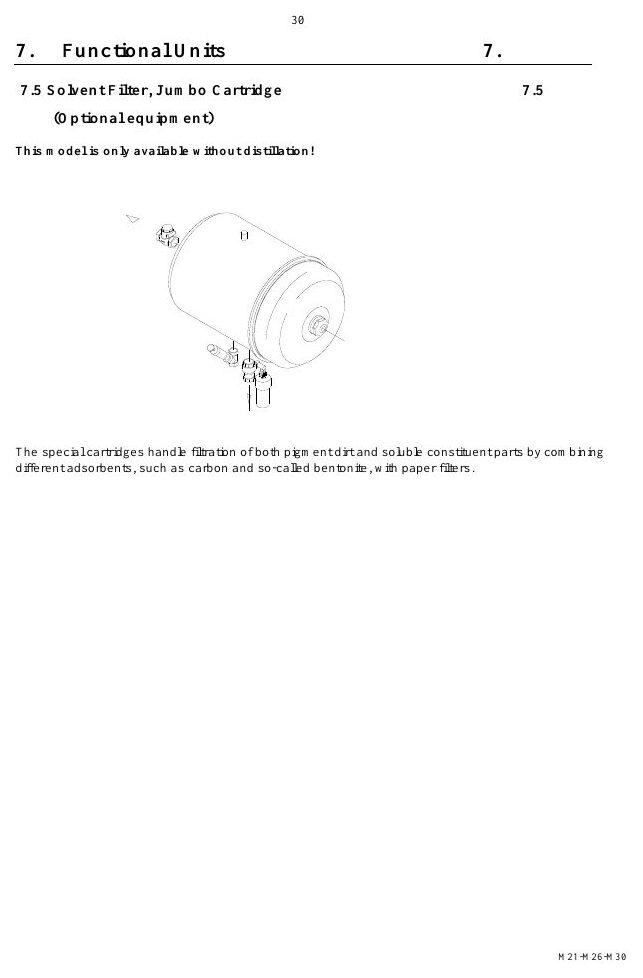 30
7. Functional Units 7.
7.5 Solvent Filter, Jumbo Cartridge 7.5
(Optional equipment)
This model is only available without distillation!
The special cartridges handle filtration of both pigment dirt and soluble constituent parts by combining
different adsorbents, such as carbon and so-called bentonite, with paper filters.
M21-M26-M30